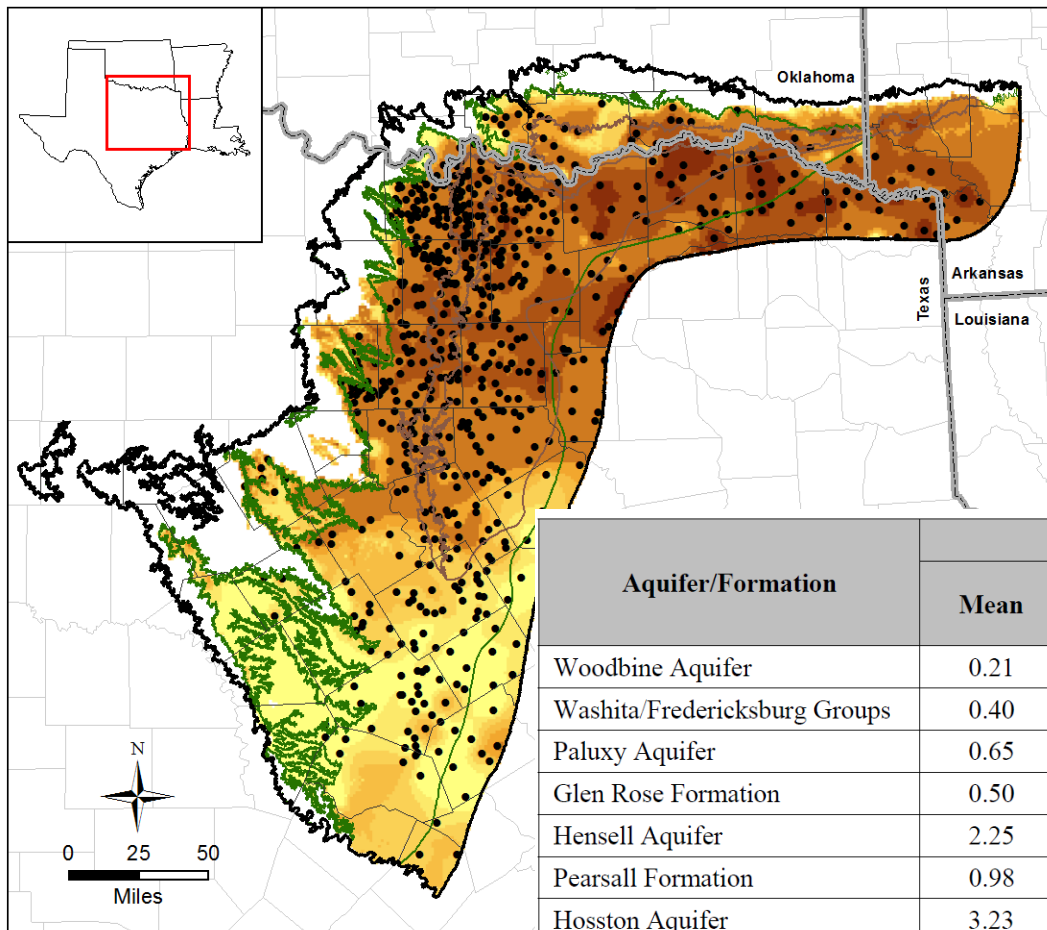 Oklahoma
Arkansas
Texas
Louisiana
N
0 25 50
Miles
Aquifer/Formation
Mean
Woodbine Aquifer 0.21
Washita/Fredericksburg Groups 0.40
Paluxy Aquifer 0.65
Glen Rose Formation 0.50
Hensell Aquifer 2.25
Pearsall Formation 0.98
Hosston Aquifer 3.23